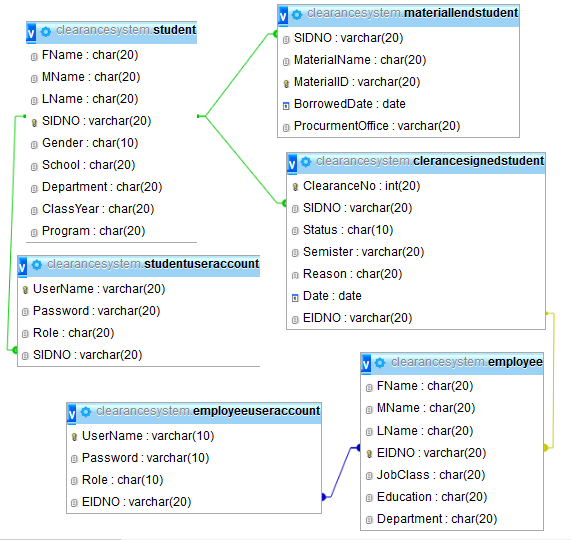 clearancesystem.student
FName : char(20)
MName : char(20)
LName : char(20)
SIDNO : varchar(20)
Gender : char(10)
School : char(20)
Department : char(20)
ClassYear : char(20)
Program : char(20)
clearancesystem.materiallendstudent
SIDNO : varchar(20)
MaterialName : char(20)
MaterialID : varchar(20)
BorrowedDate : date
ProcurmentOffice : varchar(20)
clearancesystem.clerancesignedstudent
ClearanceNo : int(20)
SIDNO : varchar(20)
Status : char(10)
Semister : char(20)
Reason : char(20)
Date : date
EIDNO : varchar(20)
clearancesystem.studentuseraccount
UserName : varchar(20)
Password : varchar(20)
Role : char(20)
SIDNO : varchar(20)
clearancesystem.employee
FName : char(20)
MName : char(20)
LName : char(20)
EIDNO : varchar(20)
JobClass : char(20)
Education : char(20)
Department : char(20)
clearancesystem.employeeuseraccount
UserName : varchar(10)
Password : varchar(10)
Role : char(10)
EIDNO : varchar(20)